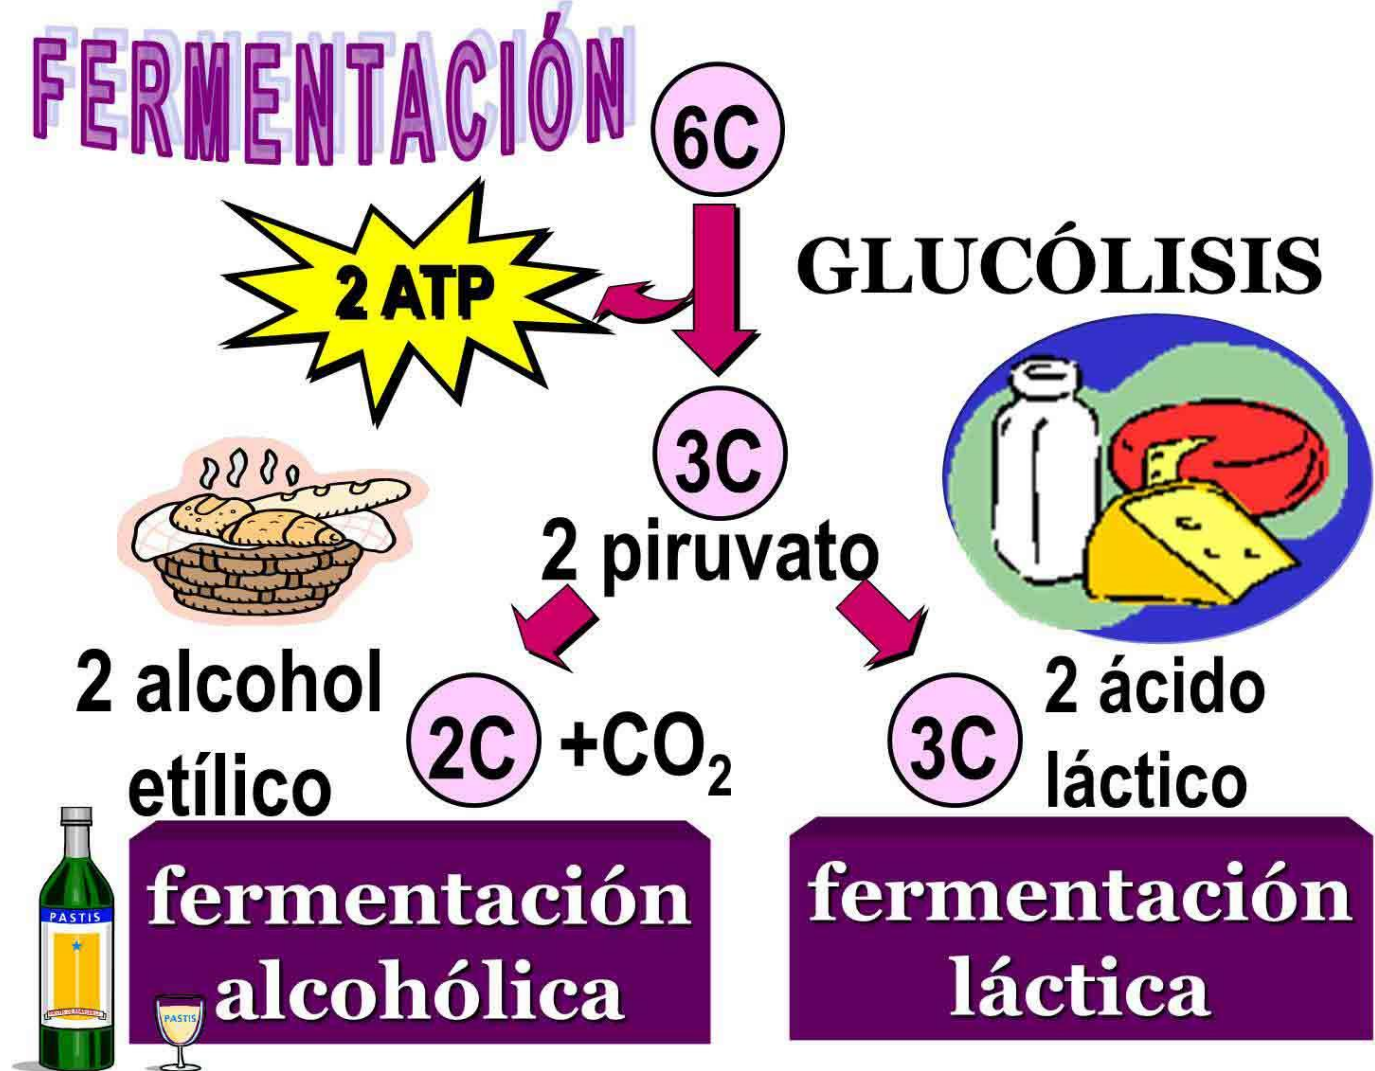 FERMENTACIÓN
6C
2 ATP
GLUCÓLISIS
3C
2 piruvato
2 alcohol
etílico
2C +CO₂
3C
2 ácido
láctico
fermentación
alcohólica
fermentación
láctica
PASTIS
PASTIS